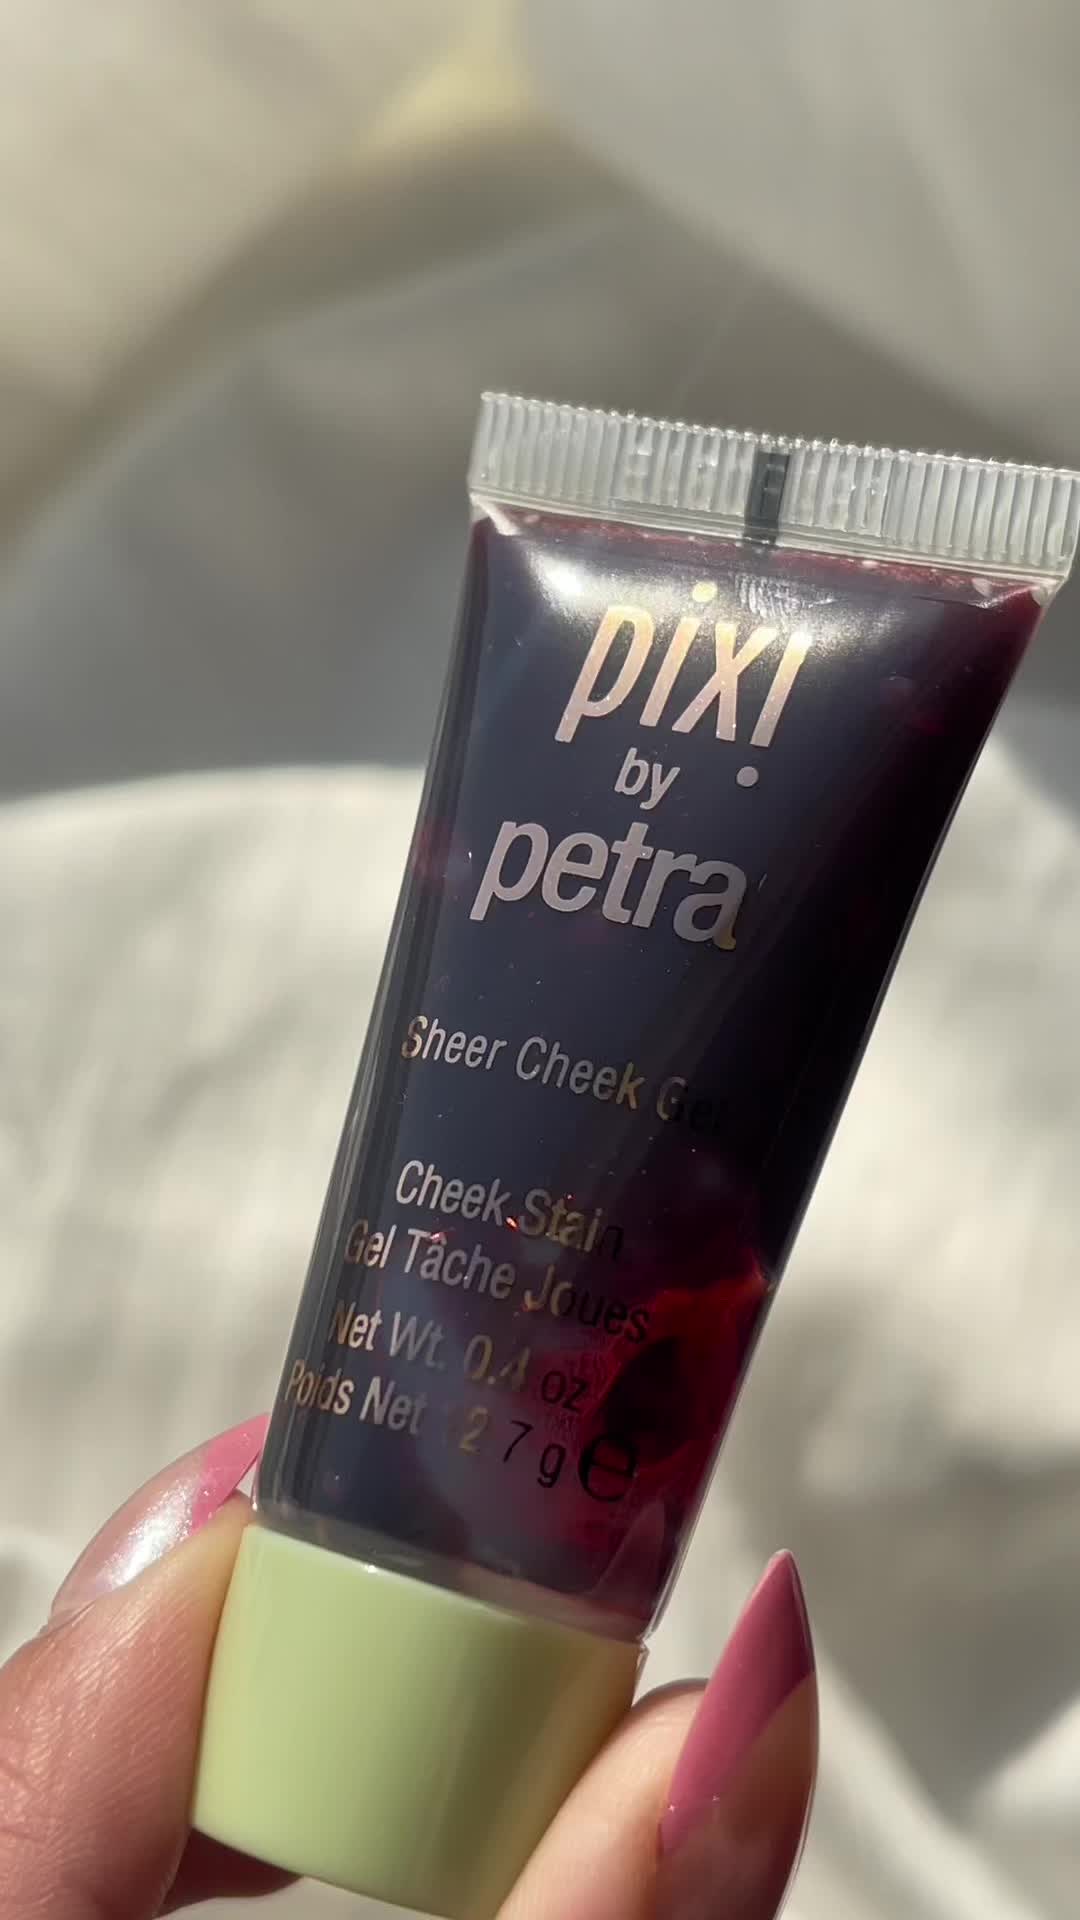 pixi
by
petra
Sheer Cheek Gel
Cheek Stain
Gel Tâche Joues
Net Wt. 0.4 oz
Poids Net 12.7 g ℮